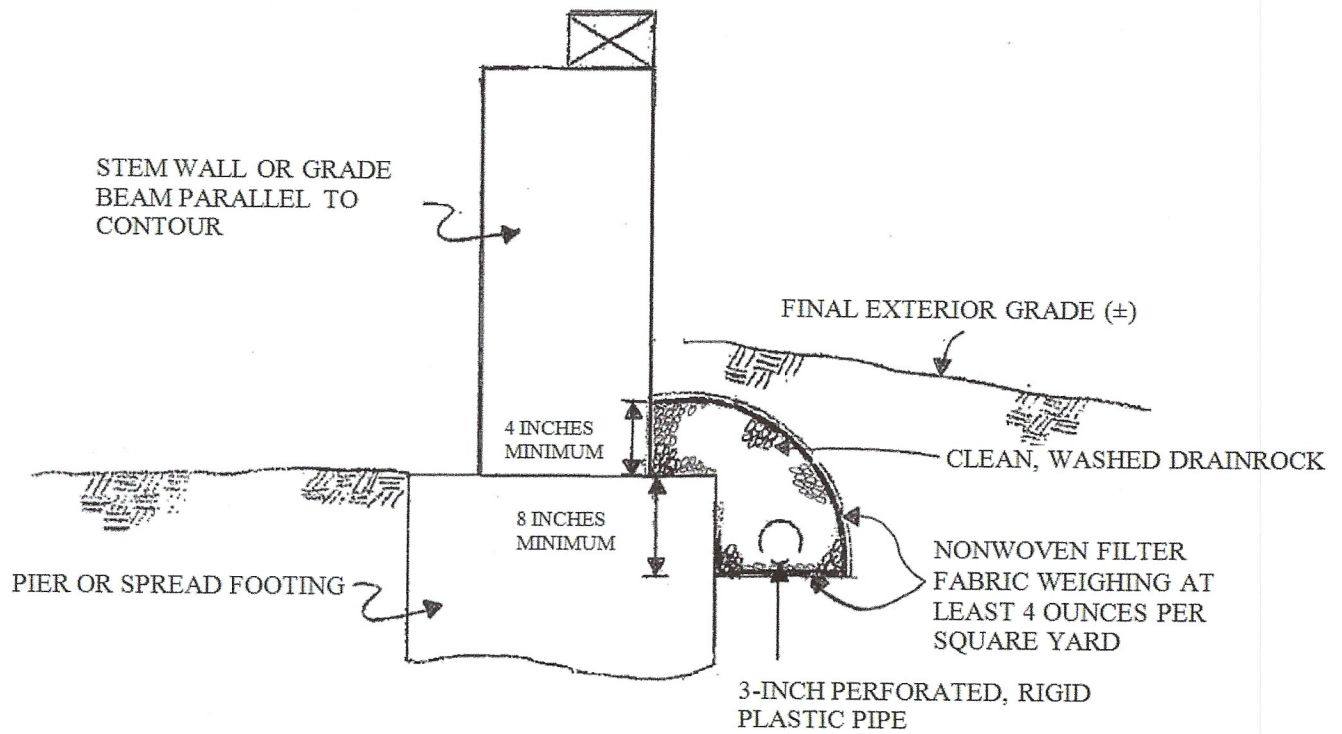 STEM WALL OR GRADE
BEAM PARALLEL TO
CONTOUR
FINAL EXTERIOR GRADE (±)
4 INCHES
MINIMUM
CLEAN, WASHED DRAINROCK
8 INCHES
MINIMUM
NONWOVEN FILTER
FABRIC WEIGHING AT
LEAST 4 OUNCES PER
SQUARE YARD
PIER OR SPREAD FOOTING
3-INCH PERFORATED, RIGID
PLASTIC PIPE